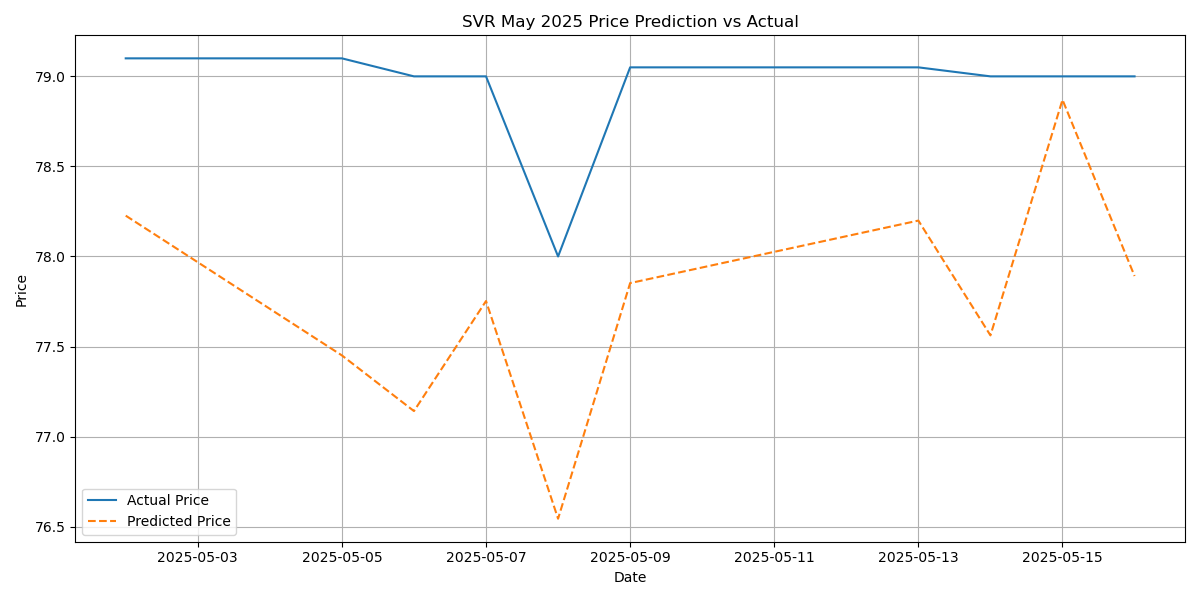 SVR May 2025 Price Prediction vs Actual
79.0
78.5
78.0
77.5
77.0
76.5
Price
Actual Price
Predicted Price
2025-05-03
2025-05-05
2025-05-07
2025-05-09
2025-05-11
2025-05-13
2025-05-15
Date